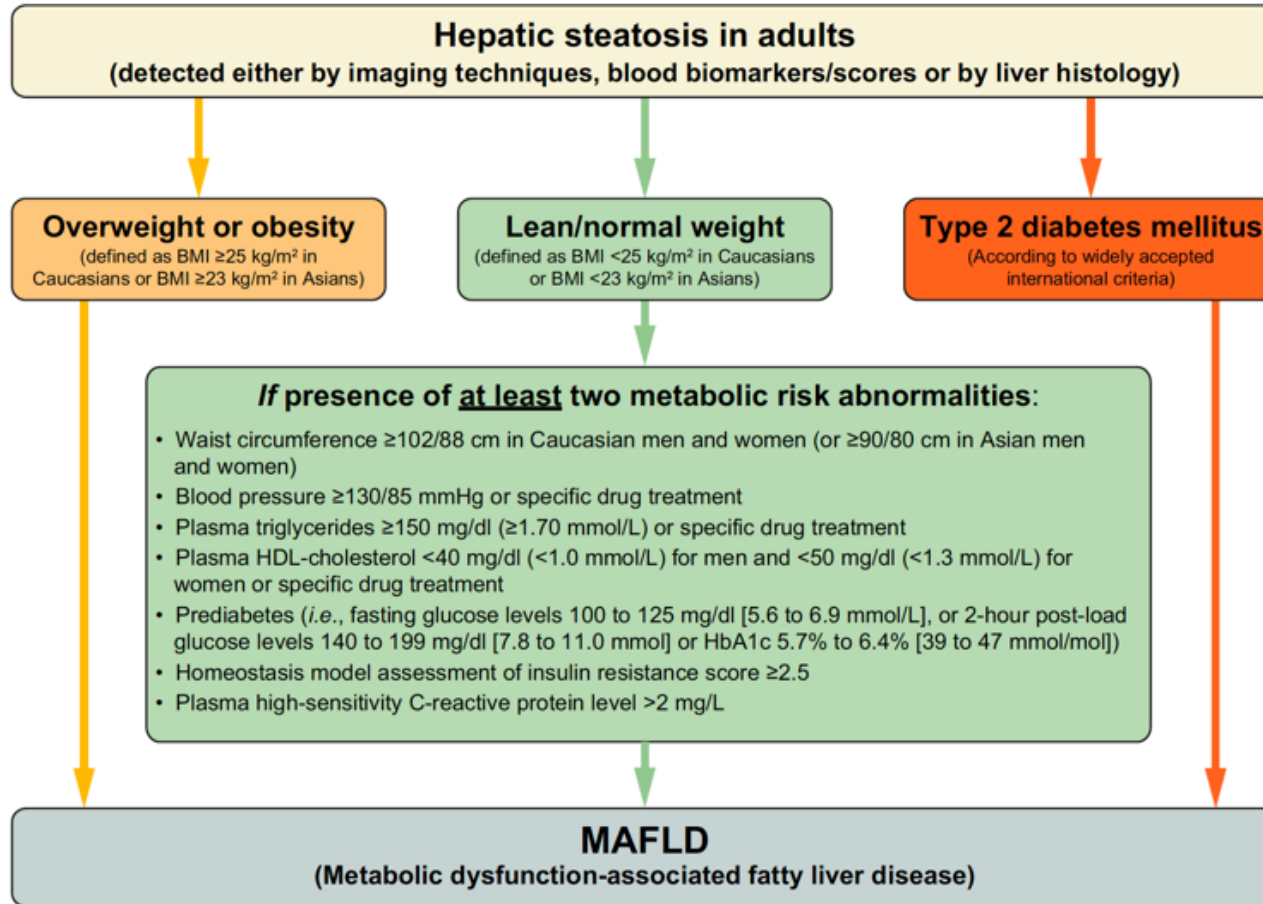 Hepatic steatosis in adults
(detected either by imaging techniques, blood biomarkers/scores or by liver histology)
Overweight or obesity
(defined as BMI ≥25 kg/m² in
Caucasians or BMI ≥23 kg/m² in Asians)
Lean/normal weight
(defined as BMI <25 kg/m² in Caucasians
or BMI <23 kg/m² in Asians)
Type 2 diabetes mellitus
(According to widely accepted
international criteria)
If presence of at least two metabolic risk abnormalities:
• Waist circumference ≥102/88 cm in Caucasian men and women (or ≥90/80 cm in Asian men
and women)
• Blood pressure ≥130/85 mmHg or specific drug treatment
• Plasma triglycerides ≥150 mg/dl (≥1.70 mmol/L) or specific drug treatment
• Plasma HDL-cholesterol <40 mg/dl (<1.0 mmol/L) for men and <50 mg/dl (<1.3 mmol/L) for
women or specific drug treatment
• Prediabetes (i.e., fasting glucose levels 100 to 125 mg/dl [5.6 to 6.9 mmol/L], or 2-hour post-load
glucose levels 140 to 199 mg/dl [7.8 to 11.0 mmol] or HbA1c 5.7% to 6.4% [39 to 47 mmol/mol])
• Homeostasis model assessment of insulin resistance score ≥2.5
• Plasma high-sensitivity C-reactive protein level >2 mg/L
MAFLD
(Metabolic dysfunction-associated fatty liver disease)